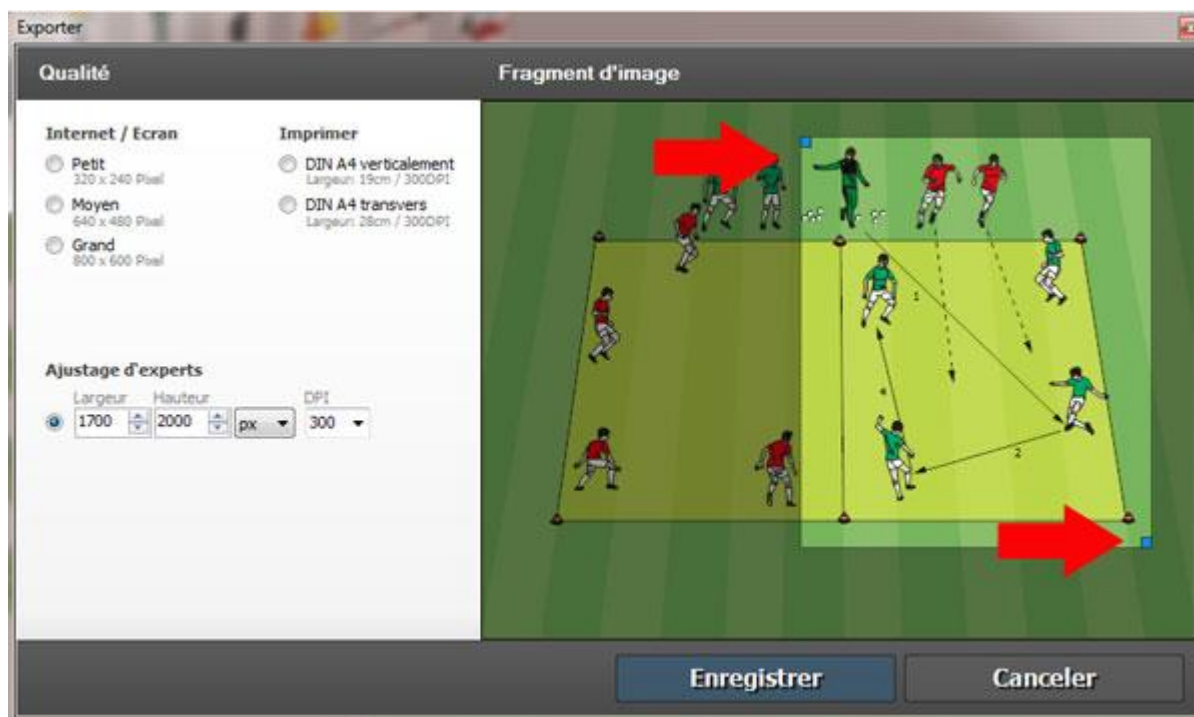 Exporter
Qualité
Fragment d'image
Internet / Ecran
Imprimer
Petit
320 x 240 Pixel
DIN A4 verticalement
Largeur: 19cm / 300DPI
Moyen
640 x 480 Pixel
DIN A4 transvers
Largeur: 28cm / 300DPI
Grand
800 x 600 Pixel
Ajustage d'experts
Largeur
Hauteur
DPI
1700
2000
px
300
1
4
2
Enregistrer
Canceler